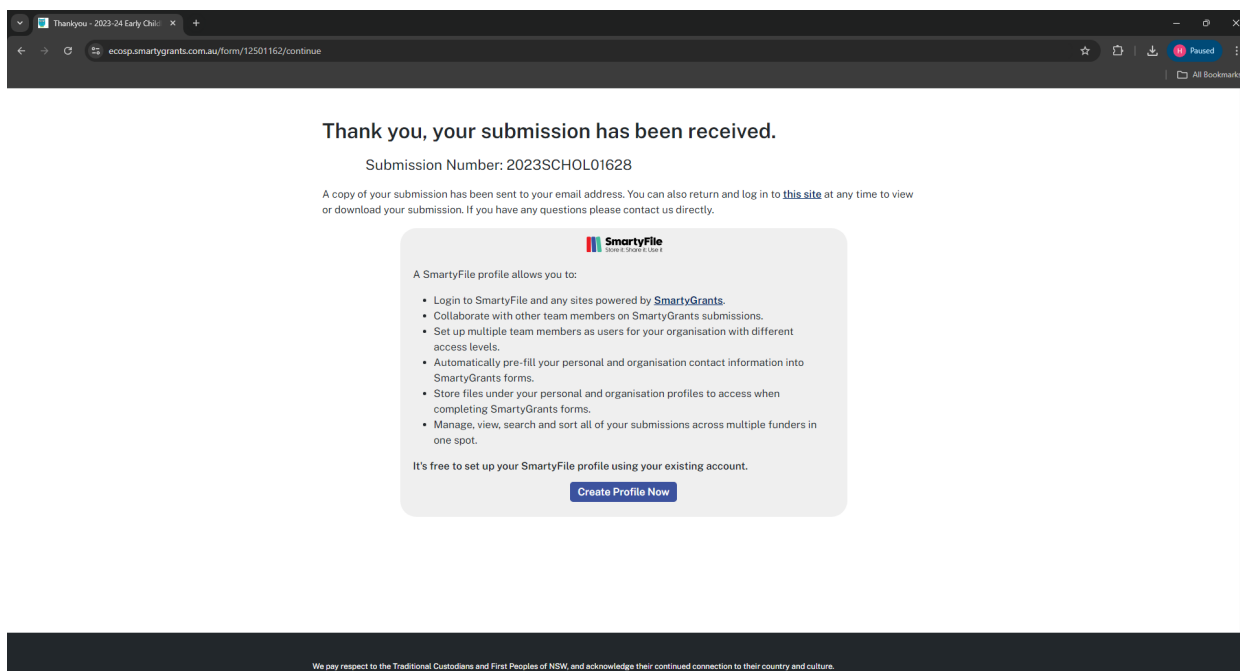 Thankyou - 2023-24 Early Child
ecosp.smartygrants.com.au/form/12501162/continue
H Paused
All Bookmarks
Thank you, your submission has been received.
Submission Number: 2023SCHOL01628
A copy of your submission has been sent to your email address. You can also return and log in to this site at any time to view
or download your submission. If you have any questions please contact us directly.
SmartyFile
Store it. Share it. Use it
A SmartyFile profile allows you to:
• Login to SmartyFile and any sites powered by SmartyGrants.
• Collaborate with other team members on SmartyGrants submissions.
• Set up multiple team members as users for your organisation with different
access levels.
• Automatically pre-fill your personal and organisation contact information into
SmartyGrants forms.
• Store files under your personal and organisation profiles to access when
completing SmartyGrants forms.
• Manage, view, search and sort all of your submissions across multiple funders in
one spot.
It's free to set up your SmartyFile profile using your existing account.
Create Profile Now
We pay respect to the Traditional Custodians and First Peoples of NSW, and acknowledge their continued connection to their country and culture.